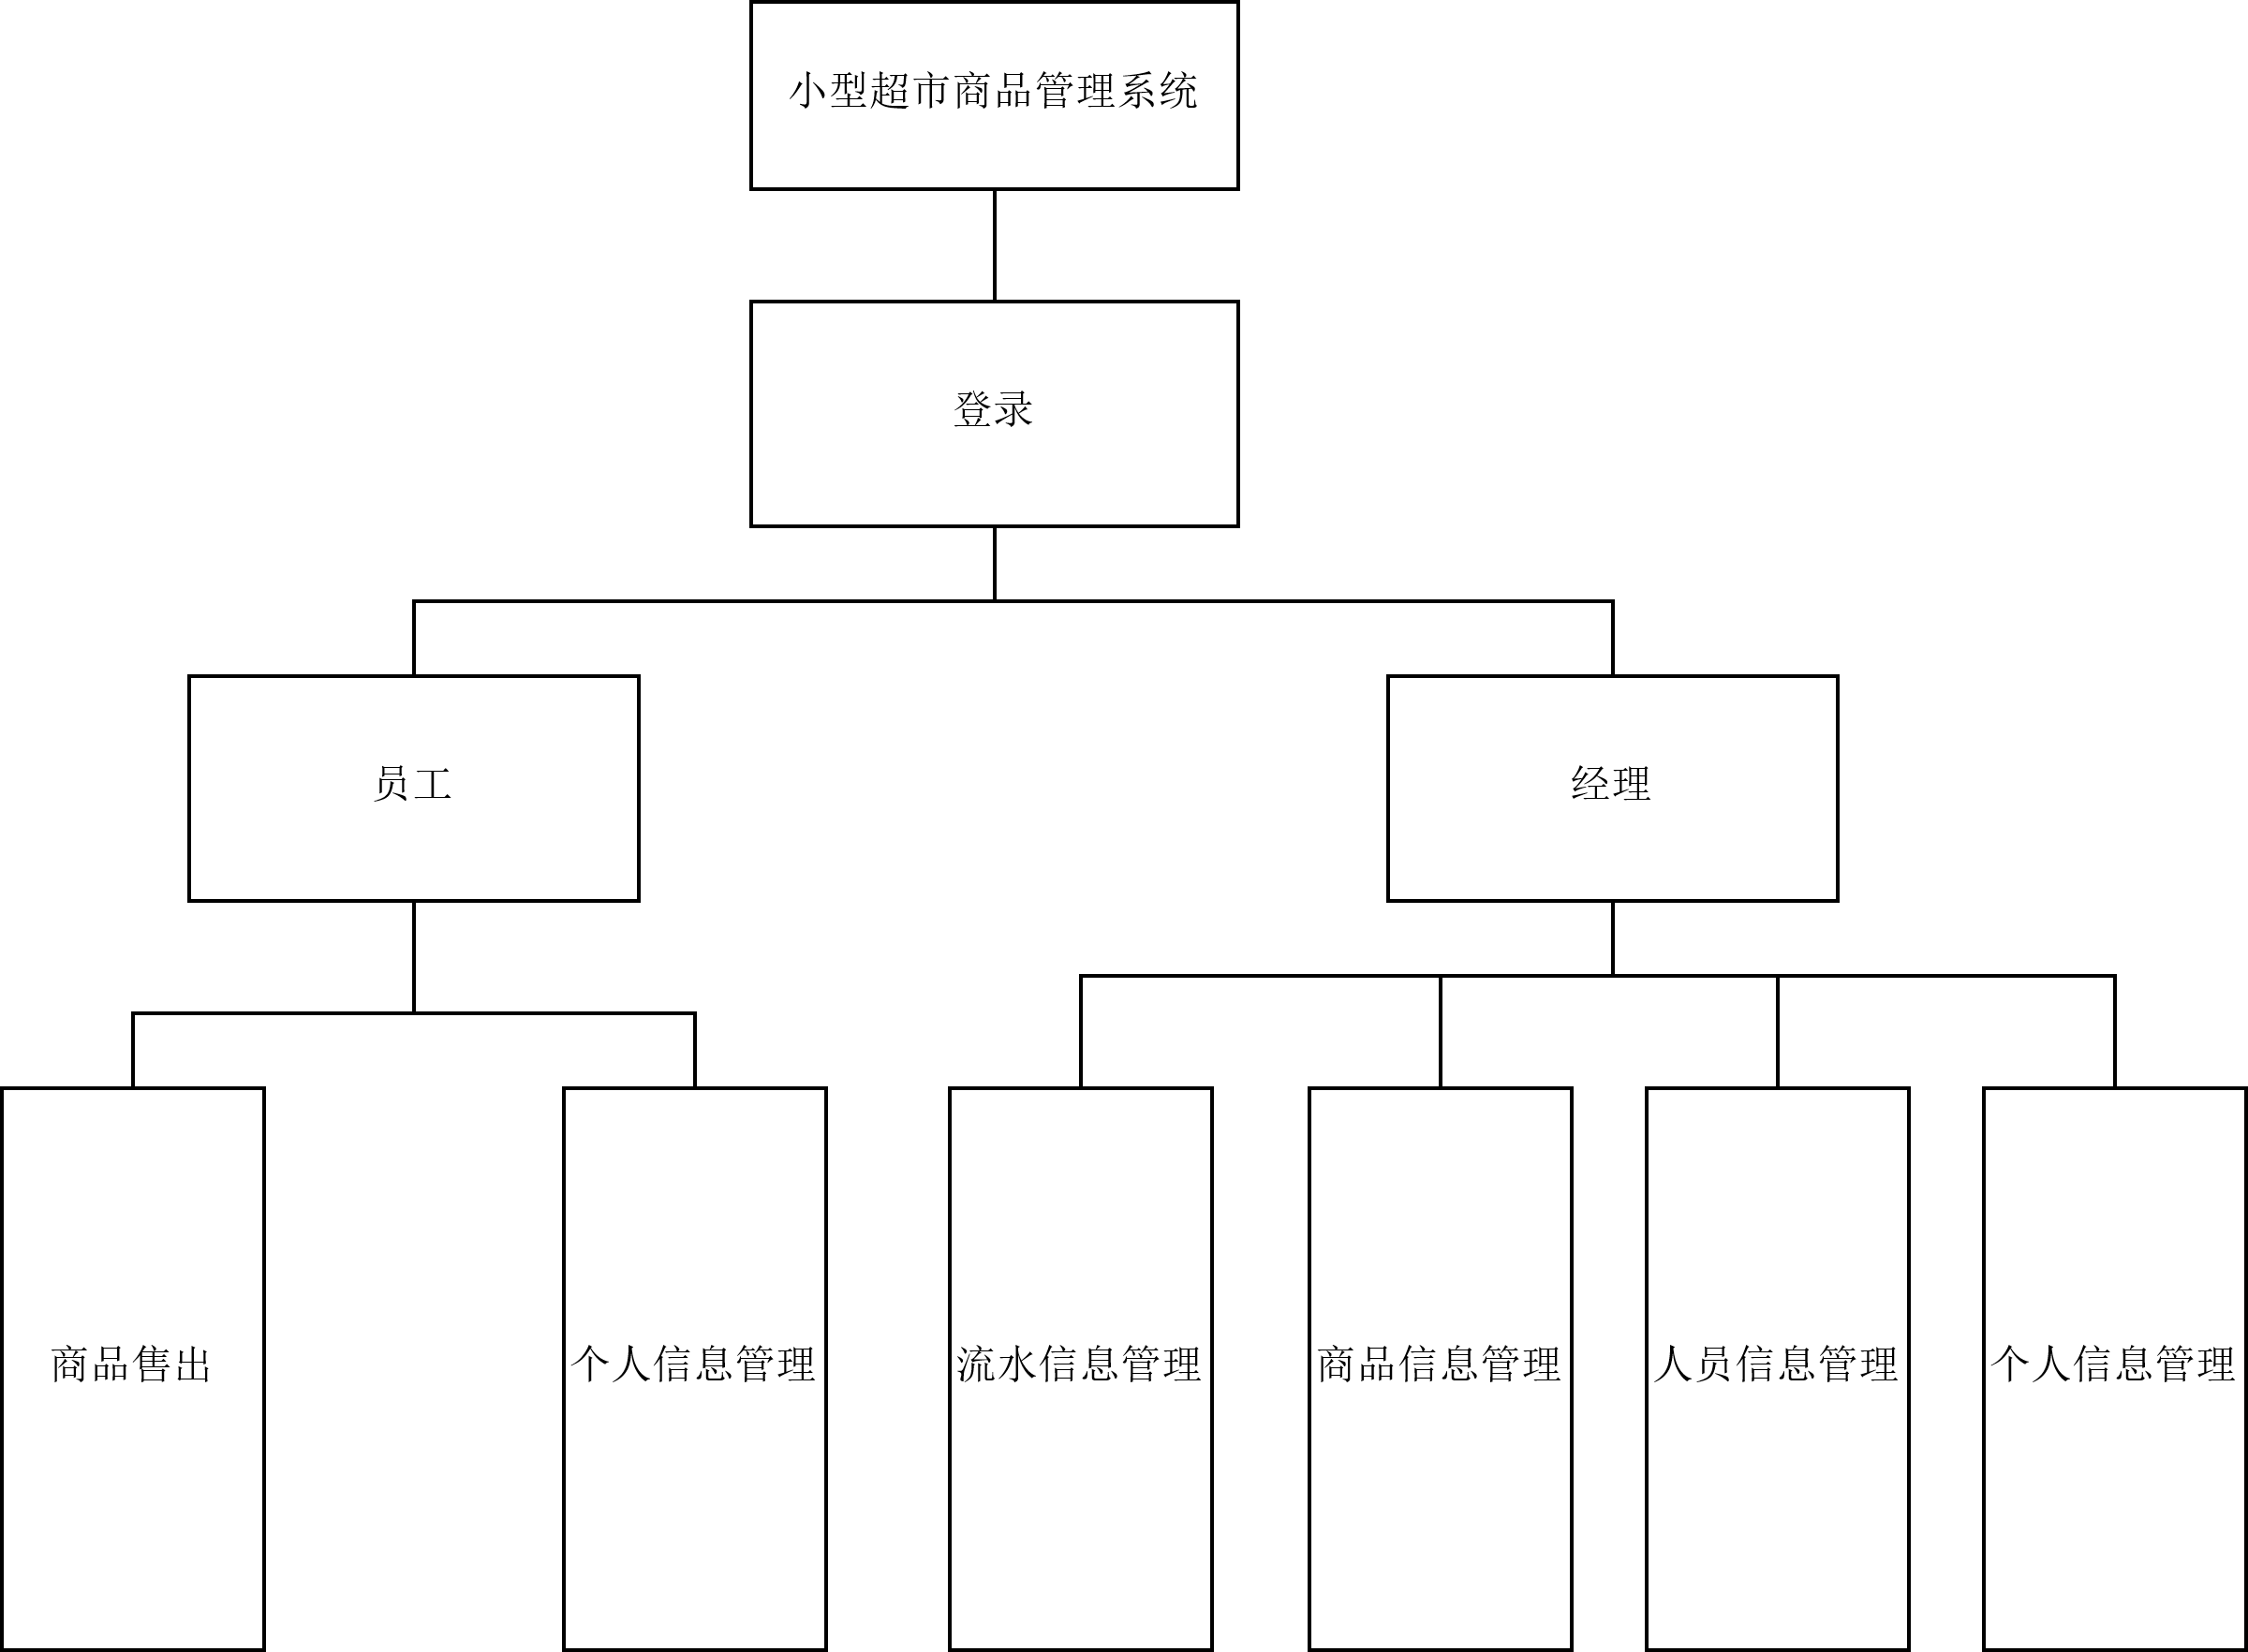 小型超市商品管理系统
登录
员工
经理
商品售出
个人信息管理
流水信息管理
商品信息管理
人员信息管理
个人信息管理